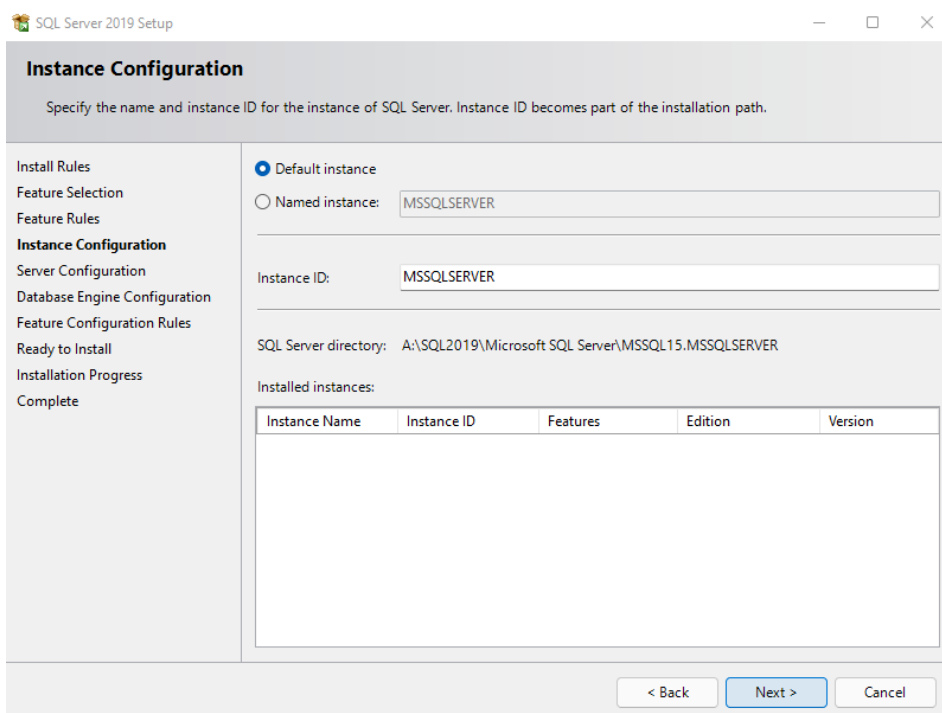 SQL Server 2019 Setup
Instance Configuration
Specify the name and instance ID for the instance of SQL Server. Instance ID becomes part of the installation path.
Install Rules
Feature Selection
Feature Rules
Instance Configuration
Server Configuration
Database Engine Configuration
Feature Configuration Rules
Ready to Install
Installation Progress
Complete
Default instance
Named instance: MSSQLSERVER
Instance ID: MSSQLSERVER
SQL Server directory: A:\SQL2019\Microsoft SQL Server\MSSQL15.MSSQLSERVER
Installed instances:
Instance Name Instance ID Features Edition Version
< Back Next > Cancel